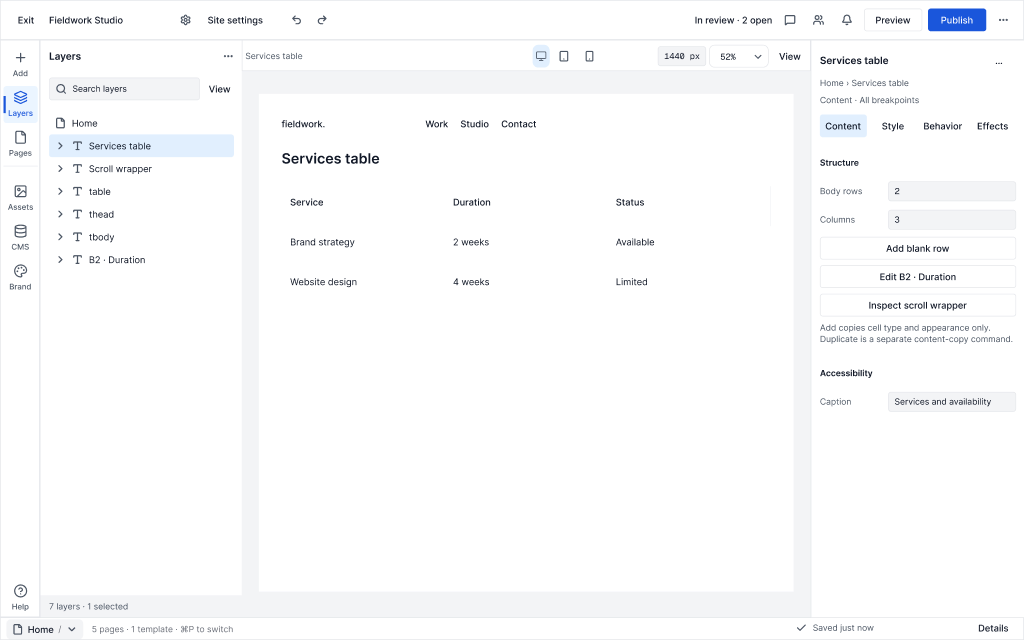 Exit Fieldwork Studio Site settings In review · 2 open Preview Publish ···
Add
Layers
Pages
Assets
CMS
Brand
Help
Layers ···
Search layers View
Home
Services table
Scroll wrapper
table
thead
tbody
B2 · Duration
7 layers · 1 selected
Services table 1440 px 52% View
fieldwork. Work Studio Contact
Services table
Service Duration Status
Brand strategy 2 weeks Available
Website design 4 weeks Limited
Services table ...
Home › Services table
Content · All breakpoints
Content Style Behavior Effects
Structure
Body rows 2
Columns 3
Add blank row
Edit B2 · Duration
Inspect scroll wrapper
Add copies cell type and appearance only.
Duplicate is a separate content-copy command.
Accessibility
Caption Services and availability
Home / 5 pages · 1 template · ⌘P to switch Saved just now Details